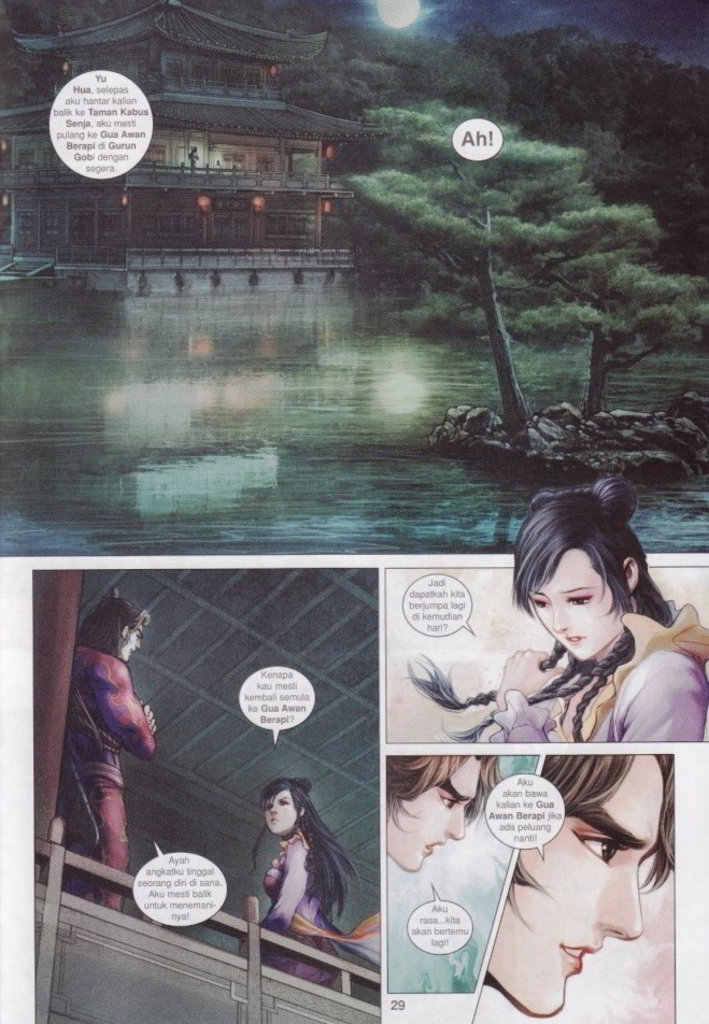 Yu
Hua, selepas
aku hantar kalian
balik ke Taman Kabus
Senja, aku mesti
pulang ke Gua Awan
Berapi di Gurun
Gobi dengan
segera.
Ah!
Kenapa
kau mesti
kembali semula
ke Gua Awan
Berapi?
Ayah
angkatku tinggal
seorang diri di sana.
Aku mesti balik
untuk menemani-
nya!
Jadi
dapatkah kita
berjumpa lagi
di kemudian
hari?
Aku
rasa...kita
akan bertemu
lagi!
Aku
akan bawa
kalian ke Gua
Awan Berapi jika
ada peluang
nanti!
29